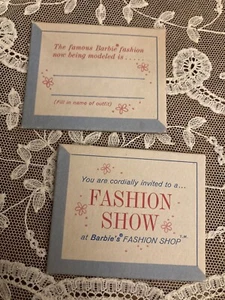 The famous Barbie® fashion
now being modeled is......
(Fill in name of outfit)
You are cordially invited to a...
FASHION
SHOW
at Barbie's® FASHION SHOP™